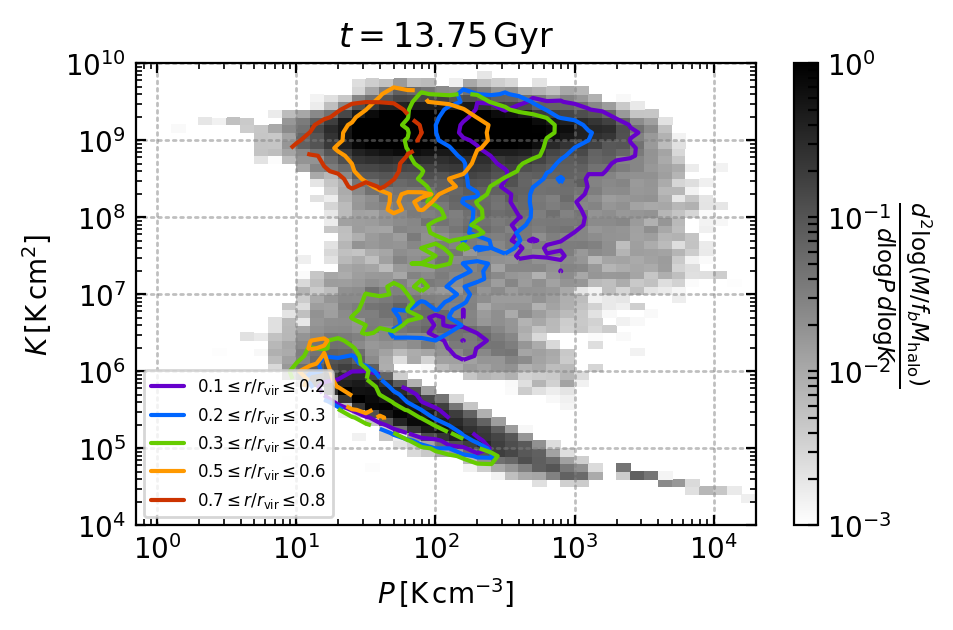 t = 13.75 Gyr
10^10
10^9
10^8
10^7
10^6
10^5
10^4
K [K cm^2]
10^0
10^1
10^2
10^3
10^4
P [K cm^-3]
0.1 ≤ r/r_vir ≤ 0.2
0.2 ≤ r/r_vir ≤ 0.3
0.3 ≤ r/r_vir ≤ 0.4
0.5 ≤ r/r_vir ≤ 0.6
0.7 ≤ r/r_vir ≤ 0.8
10^0
10^-1
10^-2
10^-3
d^2 log(M/f_b M_halo)
dlogP dlogK